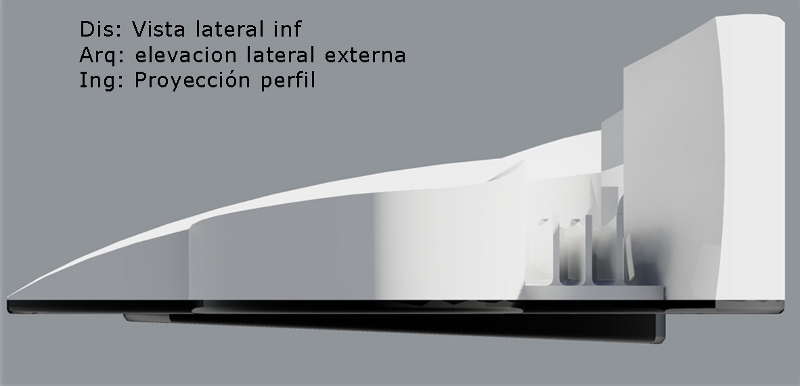 Dis: Vista lateral inf
Arq: elevacion lateral externa
Ing: Proyección perfil